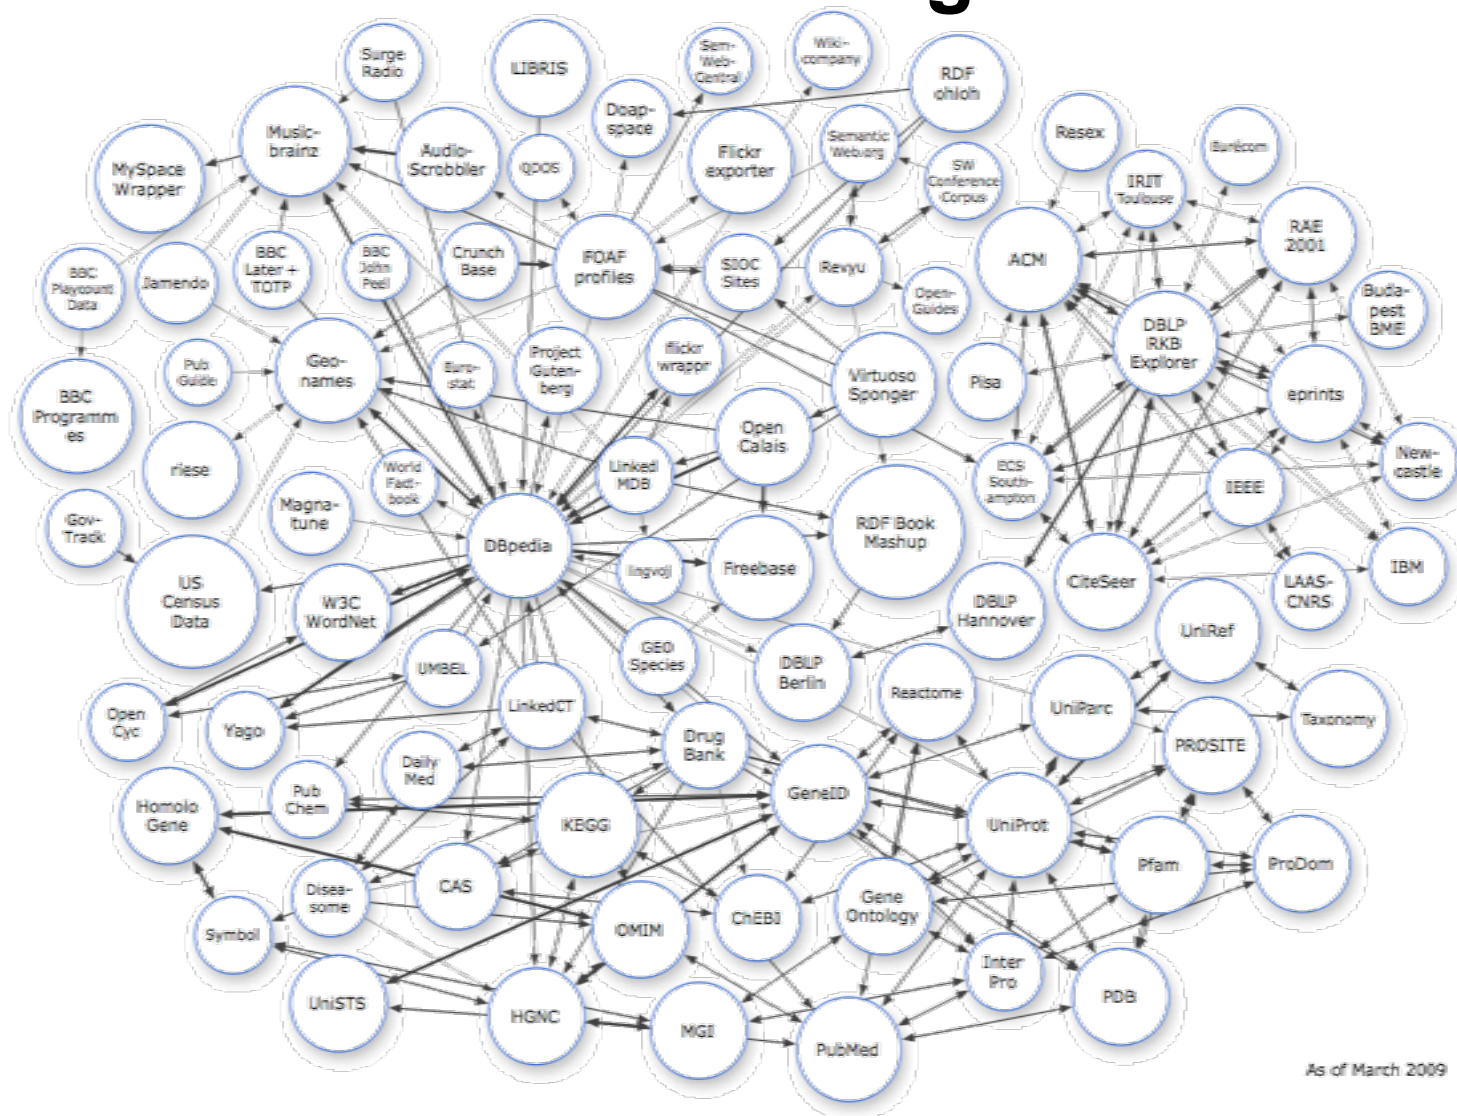 g
Surge
Radio
LIBRIS
Sem-
Web-
Central
Wiki-
company
RDF
ohloh
Doap-
space
Music-
brainz
Audio-
Scrobbler
QDOS
Flickr
exporter
Semantic
Web.org
SW
Conference
Corpus
Resex
Eurécom
IRIT
Toulouse
MySpace
Wrapper
RAE
2001
BBC
Playcount
Data
Jamendo
BBC
Later +
TOTP
BBC
John
Peel
Crunch
Base
FOAF
profiles
SIOC
Sites
Revyu
Open-
Guides
ACM
Buda-
pest
BME
DBLP
RKB
Explorer
Pub
Guide
Geo-
names
Euro-
stat
Project
Guten-
berg
flickr
wrappr
Virtuoso
Sponger
Pisa
eprints
BBC
Programm
es
riese
World
Fact-
book
Linked
MDB
Open
Calais
ECS
South-
ampton
IEEE
New-
castle
Gov-
Track
Magna-
tune
DBpedia
lingvoj
Freebase
RDF Book
Mashup
CiteSeer
LAAS-
CNRS
IBM
US
Census
Data
W3C
WordNet
UMBEL
GEO
Species
DBLP
Berlin
DBLP
Hannover
UniRef
Open
Cyc
Yago
LinkedCT
Drug
Bank
Reactome
UniParc
PROSITE
Taxonomy
Homolo
Gene
Pub
Chem
Daily
Med
KEGG
GeneID
UniProt
Pfam
ProDom
Disea-
some
CAS
Symbol
OMIM
ChEBI
Gene
Ontology
UniSTS
HGNC
MGI
PubMed
Inter
Pro
PDB
As of March 2009